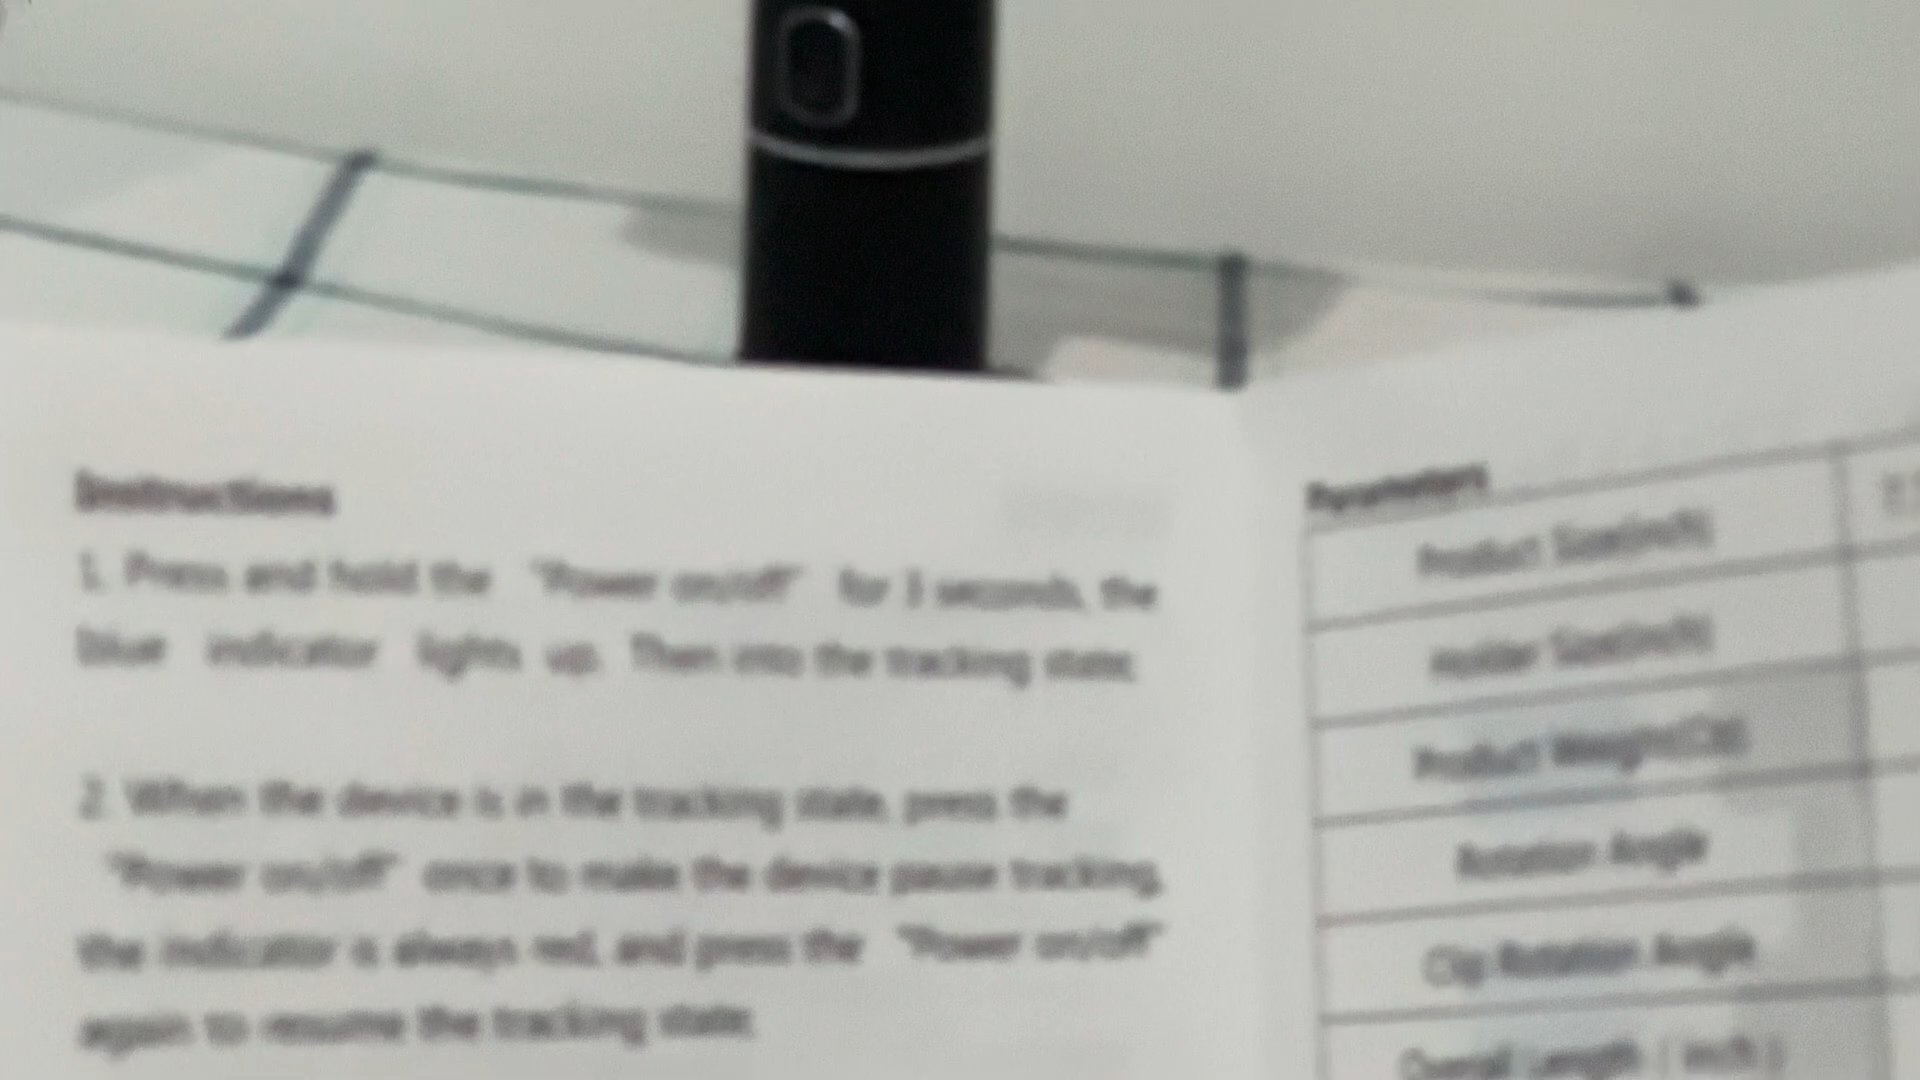 Instructions
1. Press and hold the "Power on/off" for 3 seconds, the
blue indicator lights up. Then into the tracking state;
2. When the device is in the tracking state, press the
"Power on/off" once to make the device pause tracking,
the indicator is always red, and press the "Power on/off"
again to resume the tracking state;
Parameters
Product Size(inch)
Holder Size(inch)
Product Weight(Lb)
Rotation Angle
Clip Rotation Angle
Overall Length ( inch )